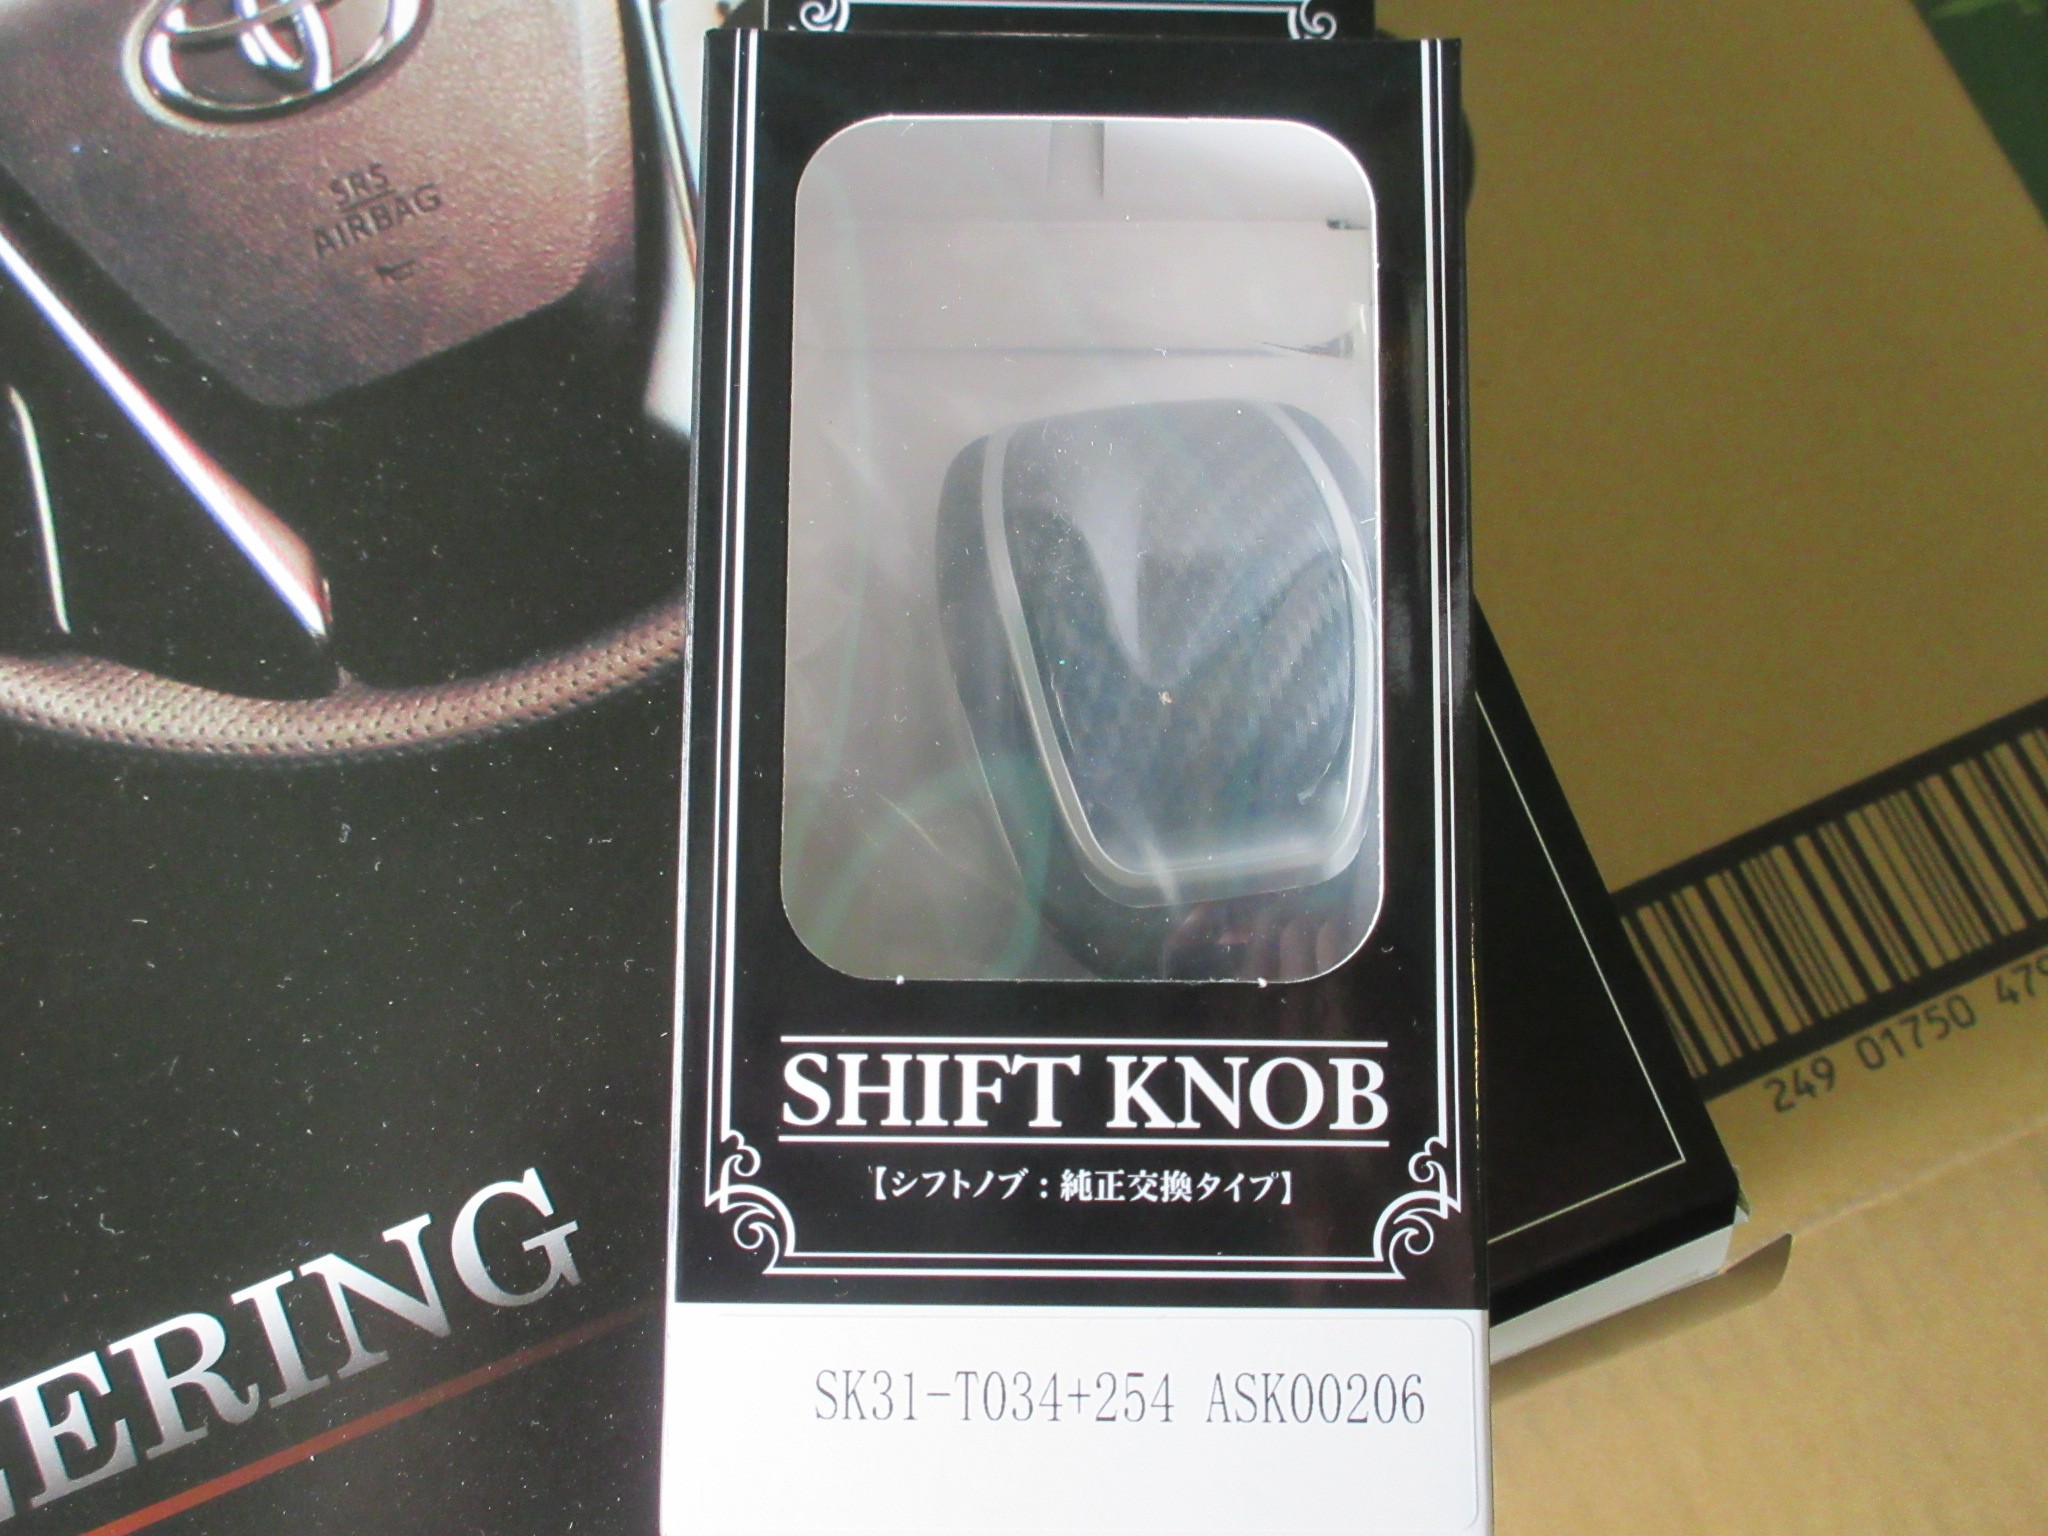 SRS
AIRBAG
SHIFT KNOB
【シフトノブ：純正交換タイプ】
SK31-T034+254 ASK00206
ERING
249 01750 479